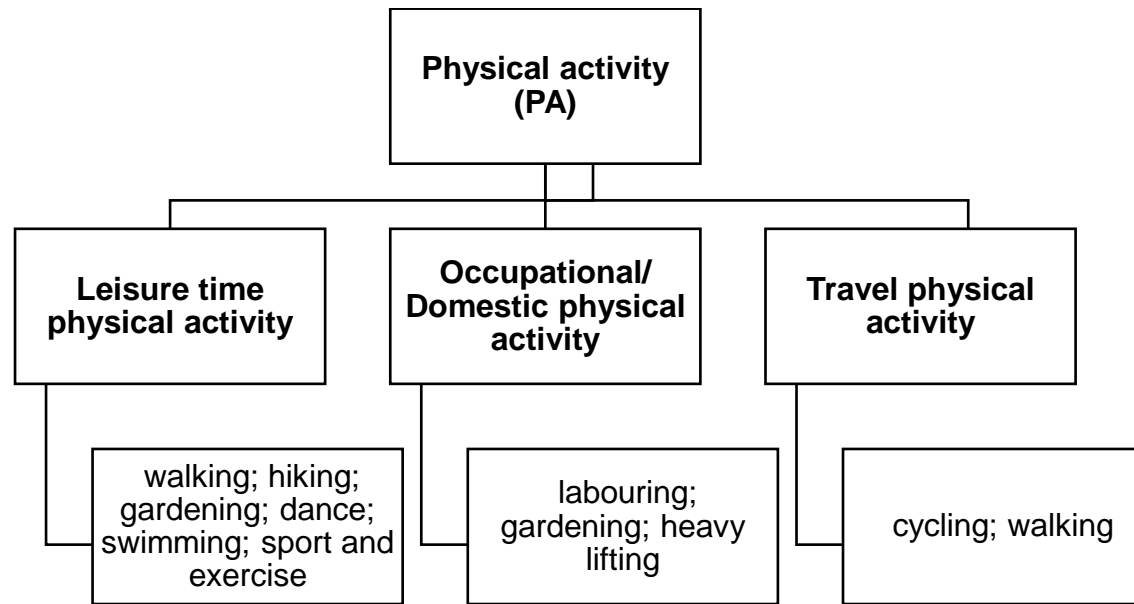 Physical activity
(PA)
Leisure time
physical activity
Occupational/
Domestic physical
activity
Travel physical
activity
walking; hiking;
gardening; dance;
swimming; sport and
exercise
labouring;
gardening; heavy
lifting
cycling; walking